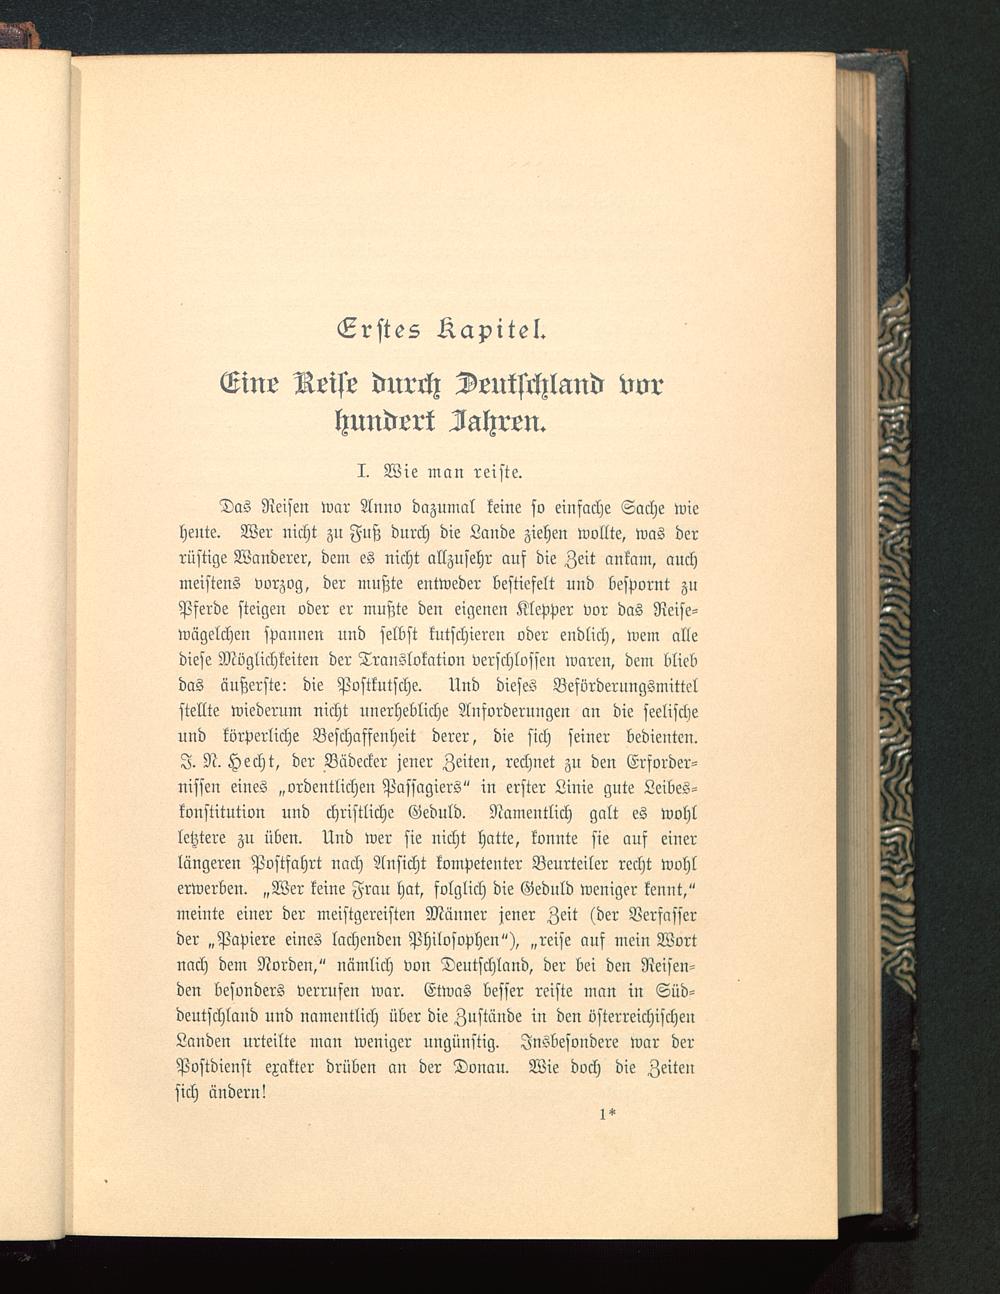 Erſtes Kapitel.
Eine Reiſe durch Deutſchland vor
hundert Jahren.
I. Wie man reiſte.
Das Reiſen war Anno dazumal keine ſo einfache Sache wie
heute. Wer nicht zu Fuß durch die Lande ziehen wollte, was der
rüſtige Wanderer, dem es nicht allzuſehr auf die Zeit ankam, auch
meiſtens vorzog, der mußte entweder beſtiefelt und beſpornt zu
Pferde ſteigen oder er mußte den eigenen Klepper vor das Reiſe⸗
wägelchen ſpannen und ſelbſt kutſchieren oder endlich, wem alle
dieſe Möglichkeiten der Translokation verſchloſſen waren, dem blieb
das äußerſte: die Poſtkutſche. Und dieſes Beförderungsmittel
ſtellte wiederum nicht unerhebliche Anforderungen an die ſeeliſche
und körperliche Beſchaffenheit derer, die ſich ſeiner bedienten.
J. N. Hecht, der Bädecker jener Zeiten, rechnet zu den Erforder⸗
niſſen eines „ordentlichen Paſſagiers“ in erſter Linie gute Leibes⸗
konſtitution und chriſtliche Geduld. Namentlich galt es wohl
letztere zu üben. Und wer ſie nicht hatte, konnte ſie auf einer
längeren Poſtfahrt nach Anſicht kompetenter Beurteiler recht wohl
erwerben. „Wer keine Frau hat, folglich die Geduld weniger kennt,“
meinte einer der meiſtgereiſten Männer jener Zeit (der Verfaſſer
der „Papiere eines lachenden Philoſophen“), „reiſe auf mein Wort
nach dem Norden,“ nämlich von Deutſchland, der bei den Reiſen⸗
den beſonders verrufen war. Etwas beſſer reiſte man in Süd⸗
deutſchland und namentlich über die Zuſtände in den öſterreichiſchen
Landen urteilte man weniger ungünſtig. Insbeſondere war der
Poſtdienſt exakter drüben an der Donau. Wie doch die Zeiten
ſich ändern!
1*